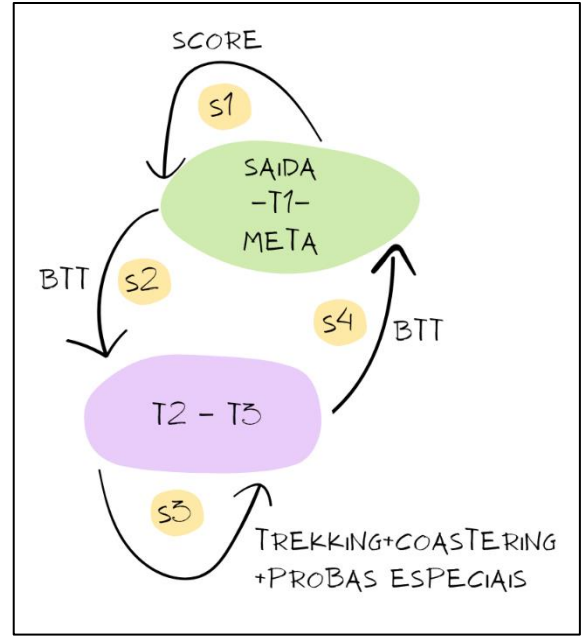 SCORE
S1
SAIDA
-T1-
META
BTT
S2
S4
BTT
T2 - T3
S3
TREKKING+COASTERING
+PROBAS ESPECIAIS